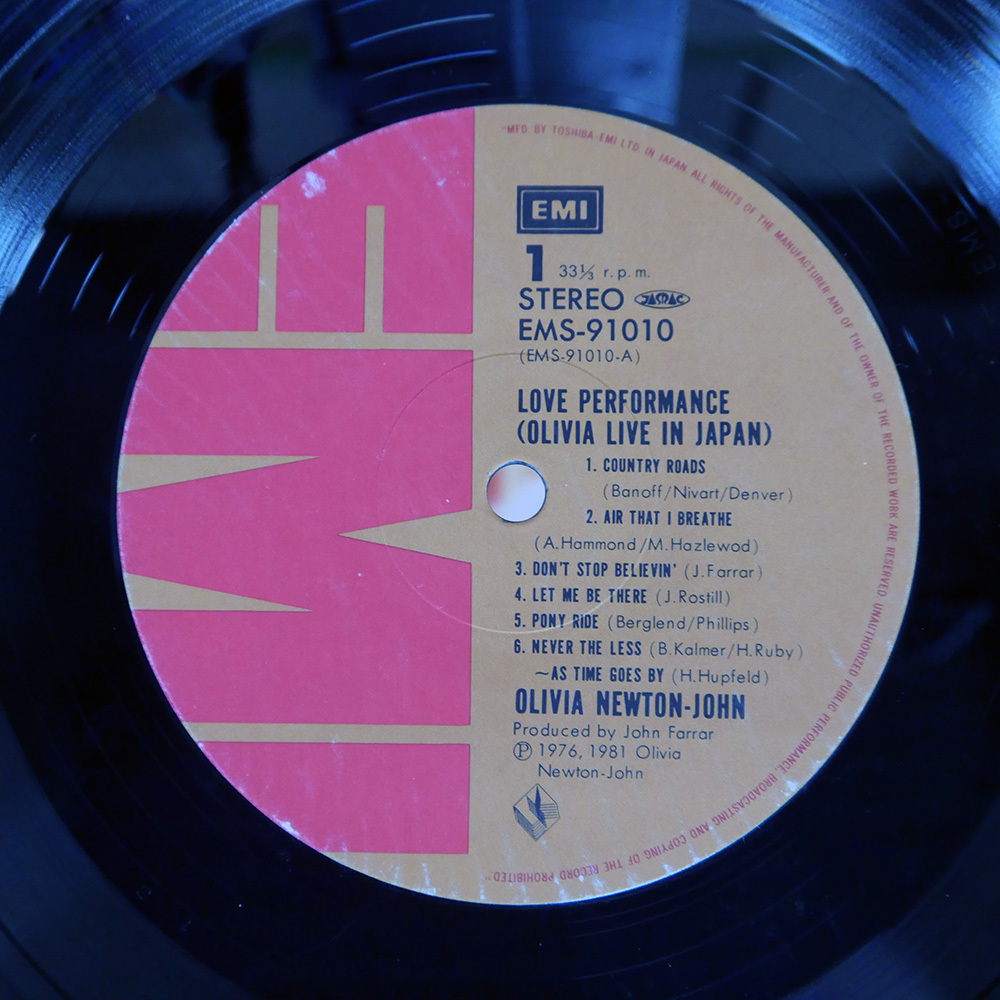 "MFD. BY TOSHIBA-EMI LTD. IN JAPAN. ALL RIGHTS OF THE MANUFACTURER AND OF THE OWNER OF THE RECORDED WORK ARE RESERVED. UNAUTHORIZED PUBLIC PERFORMANCE, BROADCASTING AND COPYING OF THE RECORD PROHIBITED"
EMI
EMI
1 33⅓ r.p.m.
STEREO JASRAC
EMS-91010
(EMS-91010-A)
LOVE PERFORMANCE
(OLIVIA LIVE IN JAPAN)
1. COUNTRY ROADS
(Banoff/Nivart/Denver)
2. AIR THAT I BREATHE
(A.Hammond/M.Hazlewod)
3. DON'T STOP BELIEVIN' (J.Farrar)
4. LET ME BE THERE (J.Rostill)
5. PONY RIDE (Berglend/Phillips)
6. NEVER THE LESS (B.Kalmer/H.Ruby)
~AS TIME GOES BY (H.Hupfeld)
OLIVIA NEWTON-JOHN
Produced by John Farrar
Ⓟ 1976, 1981 Olivia
Newton-John